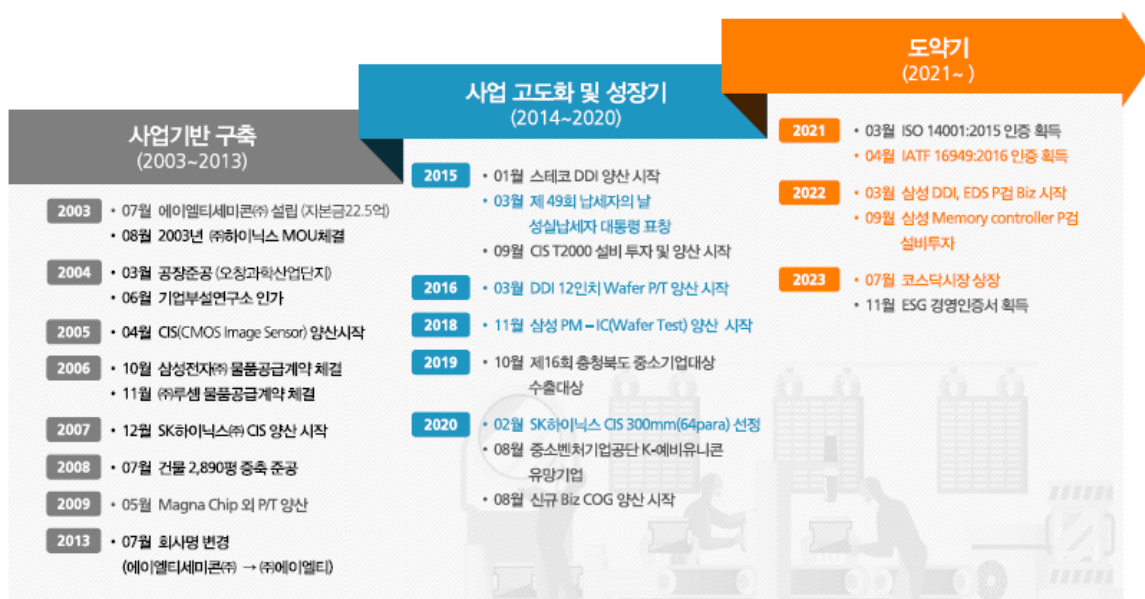 사업기반 구축
(2003~2013)
2003 • 07월 에이엘티세미콘㈜ 설립 (자본금22.5억)
• 08월 2003년 ㈜하이닉스 MOU체결
2004 • 03월 공장준공 (오창과학산업단지)
• 06월 기업부설연구소 인가
2005 • 04월 CIS(CMOS Image Sensor) 양산시작
2006 • 10월 삼성전자㈜ 물품공급계약 체결
• 11월 ㈜루셈 물품공급계약 체결
2007 • 12월 SK하이닉스㈜ CIS 양산 시작
2008 • 07월 건물 2,890평 증축 준공
2009 • 05월 Magna Chip 외 P/T 양산
2013 • 07월 회사명 변경
(에이엘티세미콘㈜ → ㈜에이엘티)
사업 고도화 및 성장기
(2014~2020)
2015 • 01월 스테코 DDI 양산 시작
• 03월 제 49회 납세자의 날
성실납세자 대통령 표창
• 09월 CIS T2000 설비 투자 및 양산 시작
2016 • 03월 DDI 12인치 Wafer P/T 양산 시작
2018 • 11월 삼성 PM – IC(Wafer Test) 양산 시작
2019 • 10월 제16회 충청북도 중소기업대상
수출대상
2020 • 02월 SK하이닉스 CIS 300mm(64para) 선정
• 08월 중소벤처기업공단 K-예비유니콘
유망기업
• 08월 신규 Biz COG 양산 시작
도약기
(2021~ )
2021 • 03월 ISO 14001:2015 인증 획득
• 04월 IATF 16949:2016 인증 획득
2022 • 03월 삼성 DDI, EDS P검 Biz 시작
• 09월 삼성 Memory controller P검
설비투자
2023 • 07월 코스닥시장 상장
• 11월 ESG 경영인증서 획득